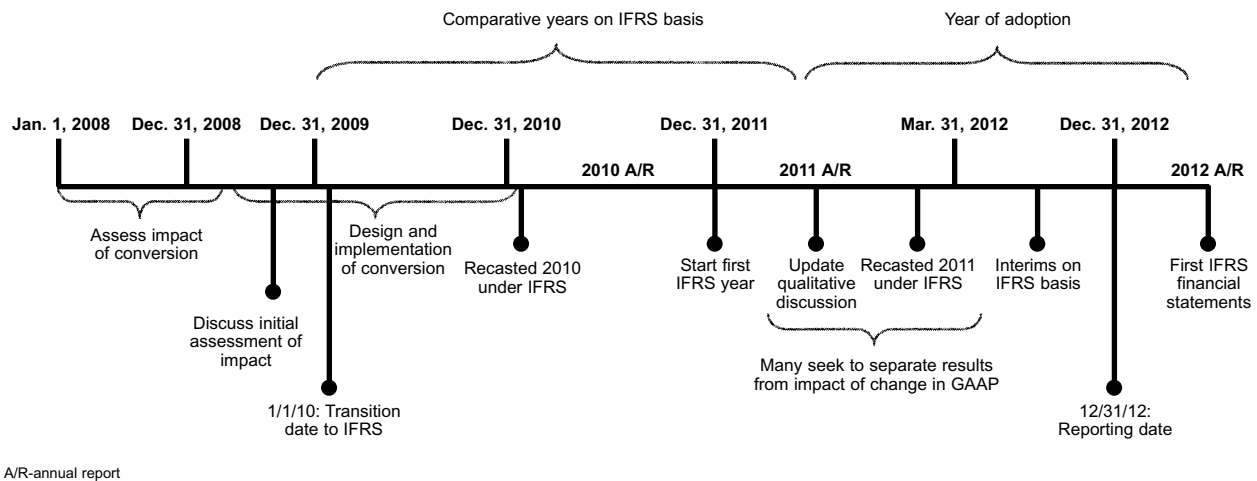 Comparative years on IFRS basis
Year of adoption
Jan. 1, 2008
Dec. 31, 2008
Dec. 31, 2009
Dec. 31, 2010
Dec. 31, 2011
Mar. 31, 2012
Dec. 31, 2012
2010 A/R
2011 A/R
2012 A/R
Assess impact
of conversion
Design and
implementation
of conversion
Recasted 2010
under IFRS
Start first
IFRS year
Update
qualitative
discussion
Recasted 2011
under IFRS
Interims on
IFRS basis
First IFRS
financial
statements
Discuss initial
assessment of
impact
Many seek to separate results
from impact of change in GAAP
1/1/10: Transition
date to IFRS
12/31/12:
Reporting date
A/R-annual report